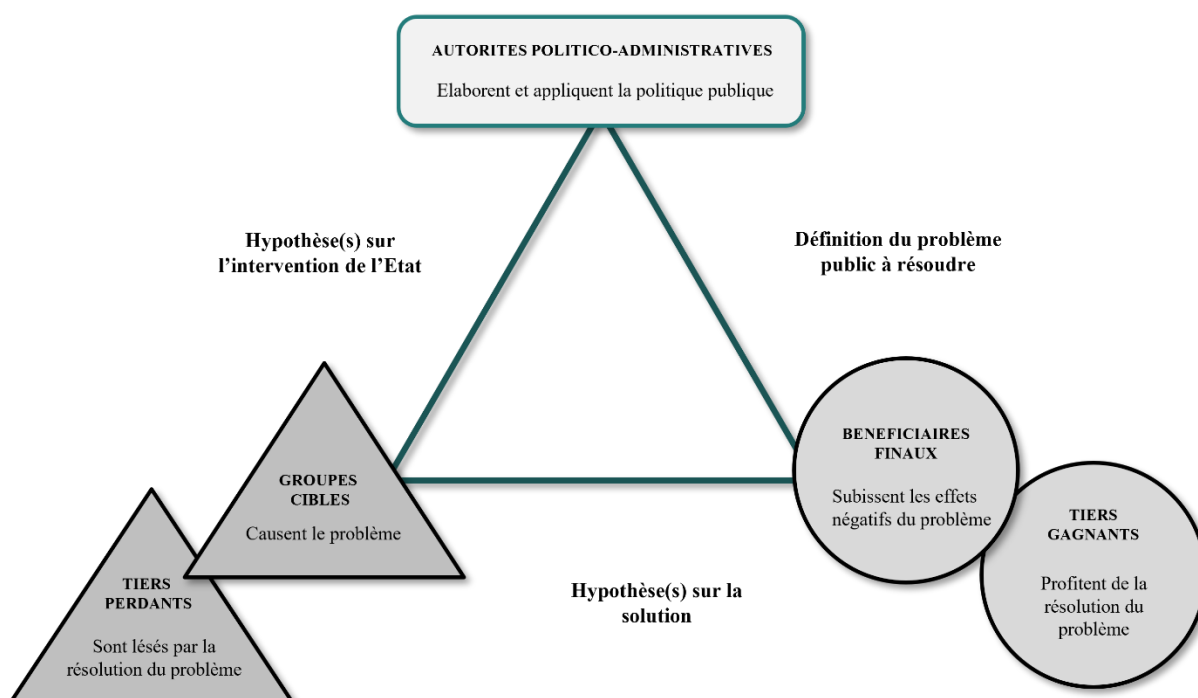 AUTORITES POLITICO-ADMINISTRATIVES
Elaborent et appliquent la politique publique
Hypothèse(s) sur
l’intervention de l’Etat
Définition du problème
public à résoudre
GROUPES
CIBLES
Causent le problème
BENEFICIAIRES
FINAUX
Subissent les effets
négatifs du problème
TIERS
PERDANTS
Sont lésés par la
résolution du problème
Hypothèse(s) sur la
solution
TIERS
GAGNANTS
Profitent de la
résolution du
problème